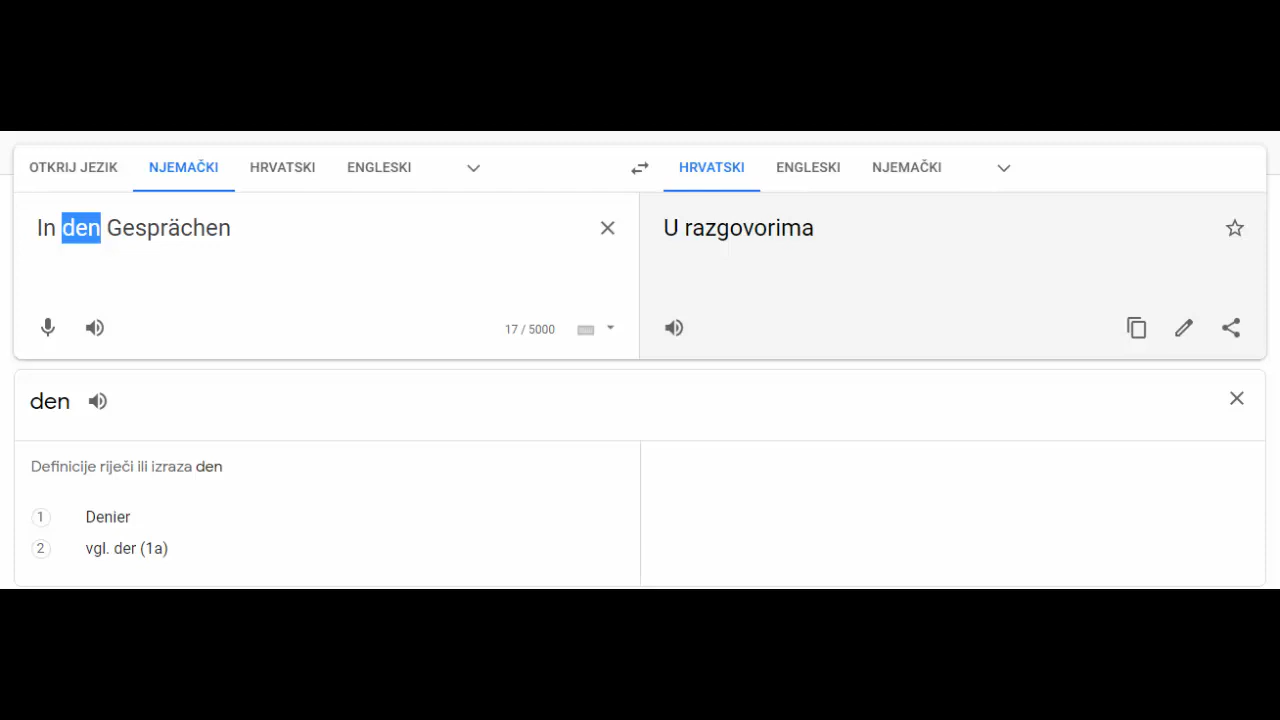 OTKRIJ JEZIK NJEMAČKI HRVATSKI ENGLESKI HRVATSKI ENGLESKI NJEMAČKI
In den Gesprächen
U razgovorima
17 / 5000
den
Definicije riječi ili izraza den
1 Denier
2 vgl. der (1a)